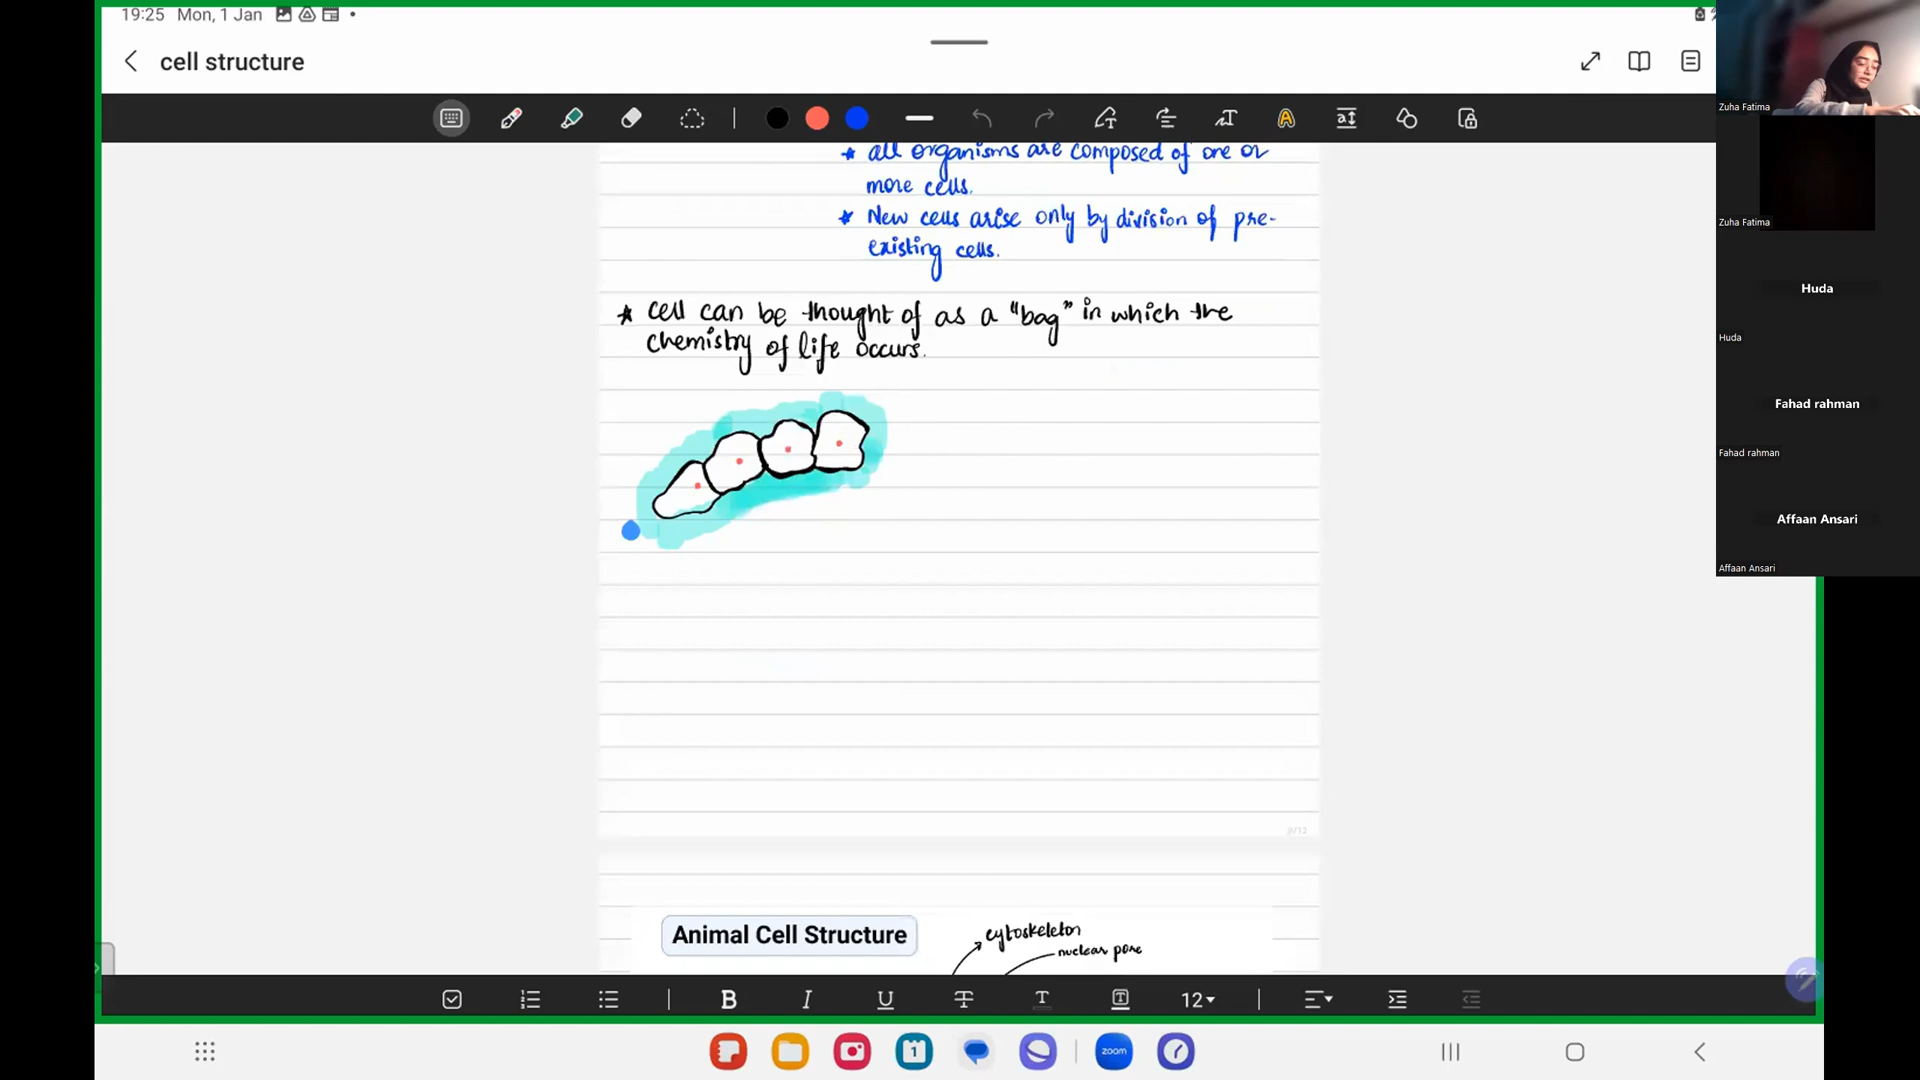 19:25 Mon, 1 Jan
cell structure
all organisms are composed of one or
more cells.
New cells arise only by division of pre-
existing cells.
cell can be thought of as a "bag" in which the
chemistry of life occurs.
Animal Cell Structure
cytoskeleton
nuclear pore
B I U T T T 12
1
zoom
Zuha Fatima
Zuha Fatima
Huda
Huda
Fahad rahman
Fahad rahman
Affaan Ansari
Affaan Ansari